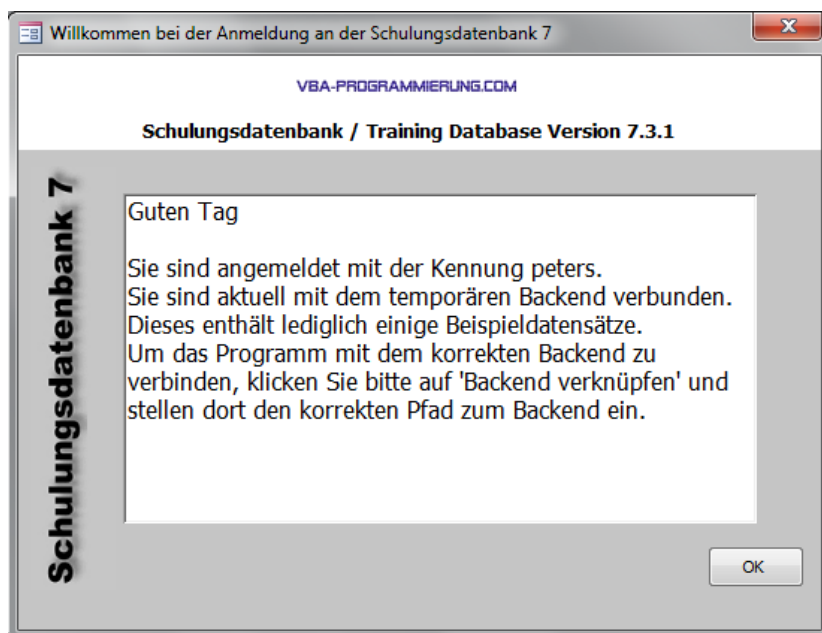 Willkommen bei der Anmeldung an der Schulungsdatenbank 7
VBA-PROGRAMMIERUNG.COM
Schulungsdatenbank / Training Database Version 7.3.1
Schulungsdatenbank 7
Guten Tag
Sie sind angemeldet mit der Kennung peters.
Sie sind aktuell mit dem temporären Backend verbunden.
Dieses enthält lediglich einige Beispieldatensätze.
Um das Programm mit dem korrekten Backend zu
verbinden, klicken Sie bitte auf 'Backend verknüpfen' und
stellen dort den korrekten Pfad zum Backend ein.
OK